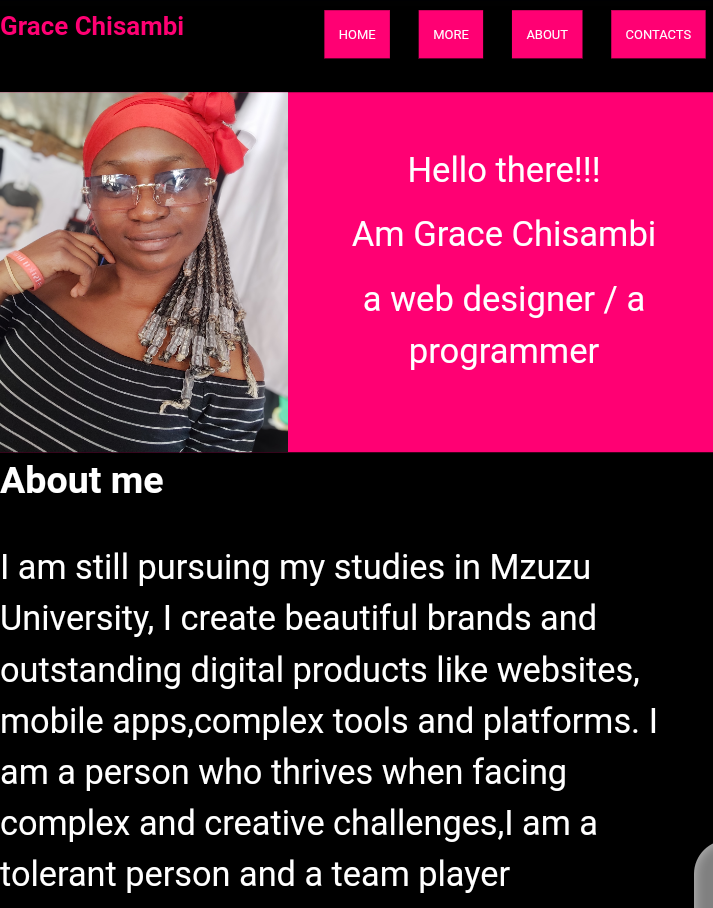 Grace Chisambi
HOME MORE ABOUT CONTACTS
Hello there!!!
Am Grace Chisambi
a web designer / a
programmer
About me
I am still pursuing my studies in Mzuzu
University, I create beautiful brands and
outstanding digital products like websites,
mobile apps,complex tools and platforms. I
am a person who thrives when facing
complex and creative challenges,I am a
tolerant person and a team player